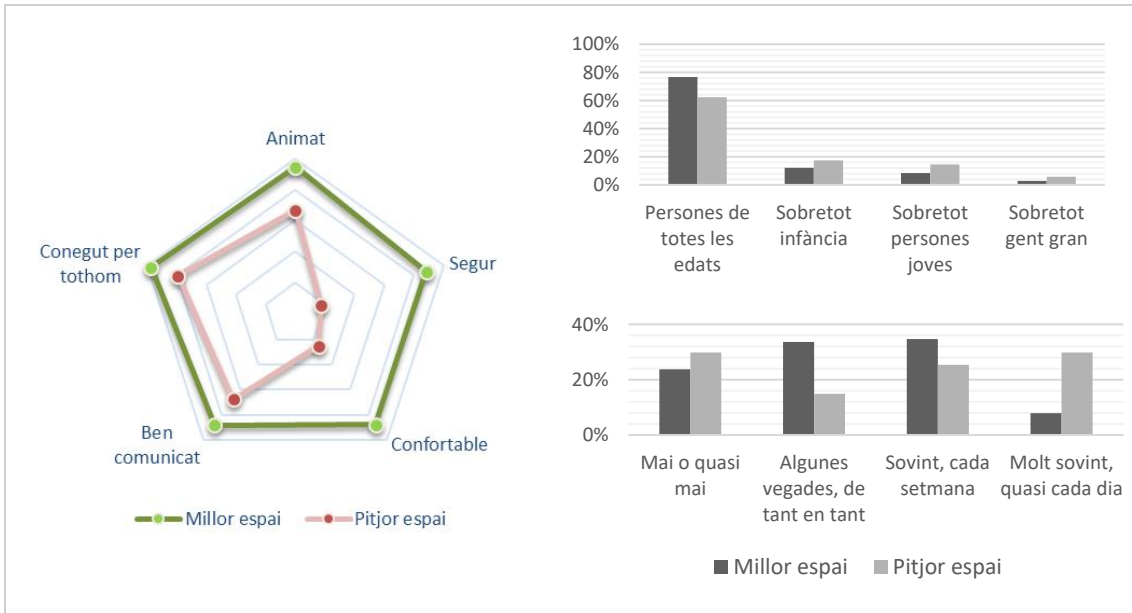 Animat
Segur
Confortable
Ben
comunicat
Conegut per
tothom
Millor espai
Pitjor espai
100%
80%
60%
40%
20%
0%
Persones de
totes les
edats
Sobretot
infància
Sobretot
persones
joves
Sobretot
gent gran
40%
20%
0%
Mai o quasi
mai
Algunes
vegades, de
tant en tant
Sovint, cada
setmana
Molt sovint,
quasi cada dia
Millor espai
Pitjor espai